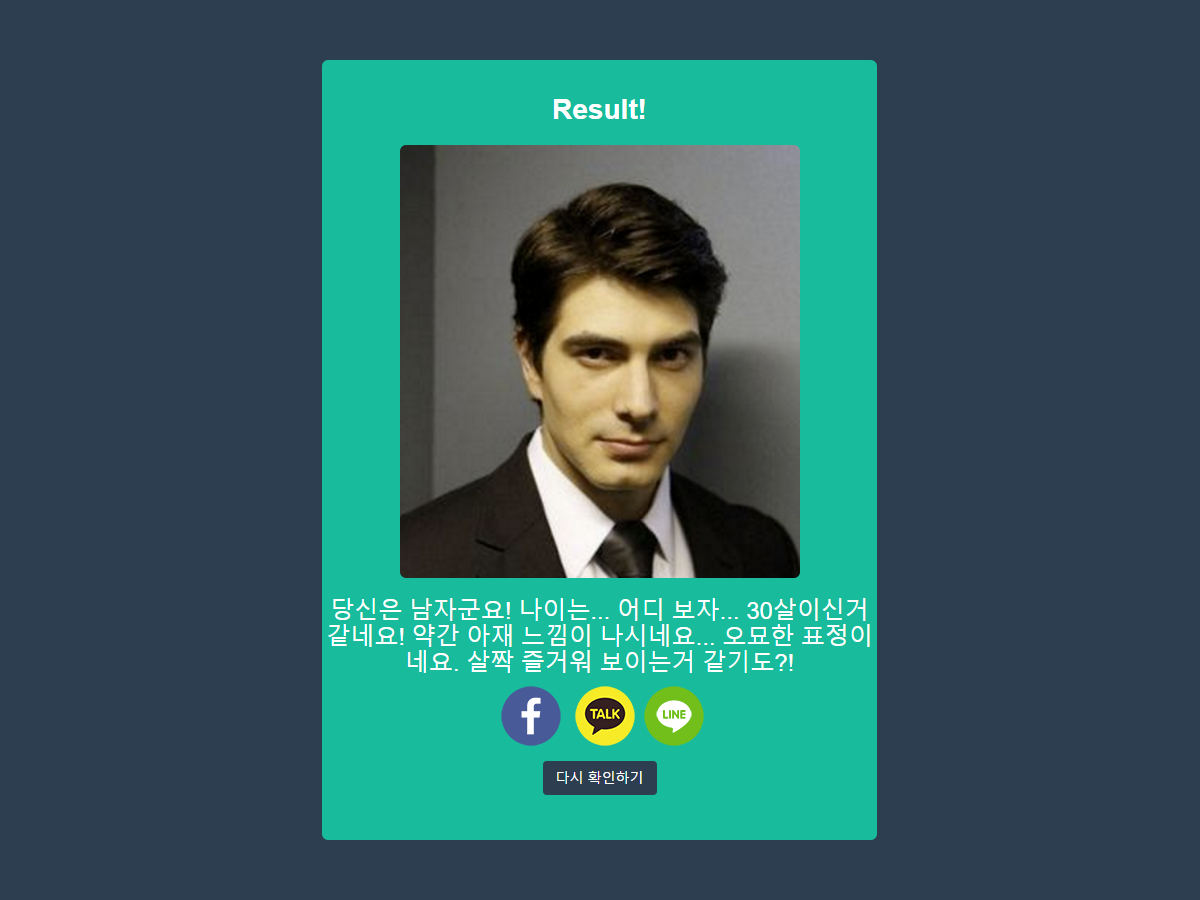 Result!
당신은 남자군요! 나이는... 어디 보자... 30살이신거
같네요! 약간 아재 느낌이 나시네요... 오묘한 표정이
네요. 살짝 즐거워 보이는거 같기도?!
f TALK LINE
다시 확인하기